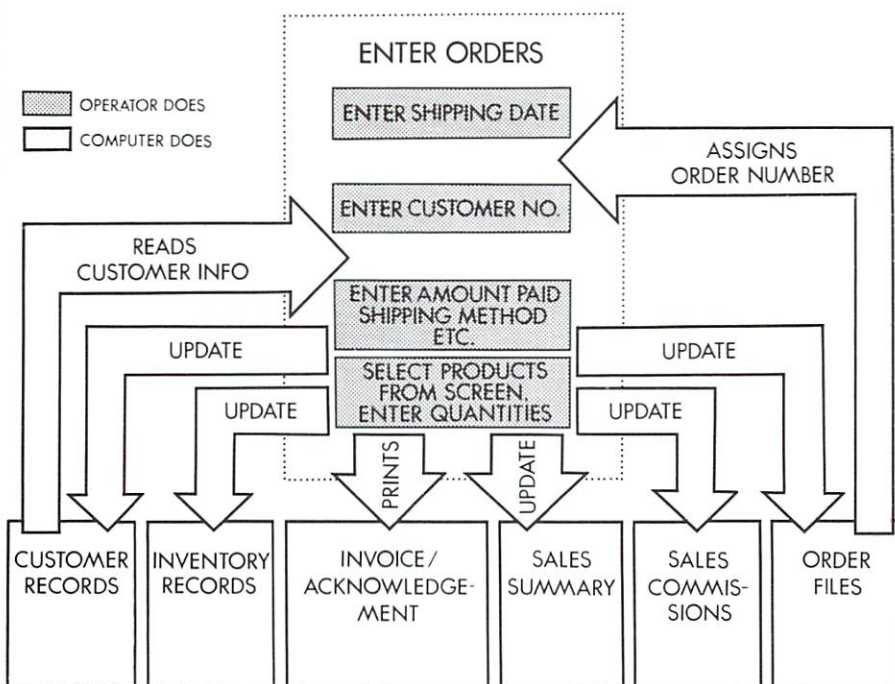 ENTER ORDERS
OPERATOR DOES
COMPUTER DOES
ENTER SHIPPING DATE
ASSIGNS
ORDER NUMBER
ENTER CUSTOMER NO.
READS
CUSTOMER INFO
ENTER AMOUNT PAID
SHIPPING METHOD
ETC.
UPDATE
UPDATE
SELECT PRODUCTS
FROM SCREEN,
ENTER QUANTITIES
UPDATE
UPDATE
PRINTS
UPDATE
CUSTOMER
RECORDS
INVENTORY
RECORDS
INVOICE/
ACKNOWLEDGE-
MENT
SALES
SUMMARY
SALES
COMMIS-
SIONS
ORDER
FILES